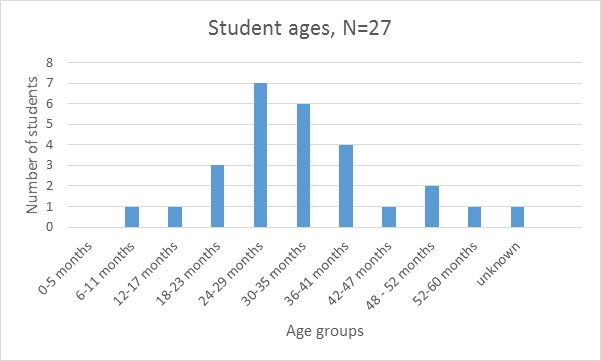 Student ages, N=27
Number of students
8
7
6
5
4
3
2
1
0
0-5 months
6-11 months
12-17 months
18-23 months
24-29 months
30-35 months
36-41 months
42-47 months
48 - 52 months
52-60 months
unknown
Age groups